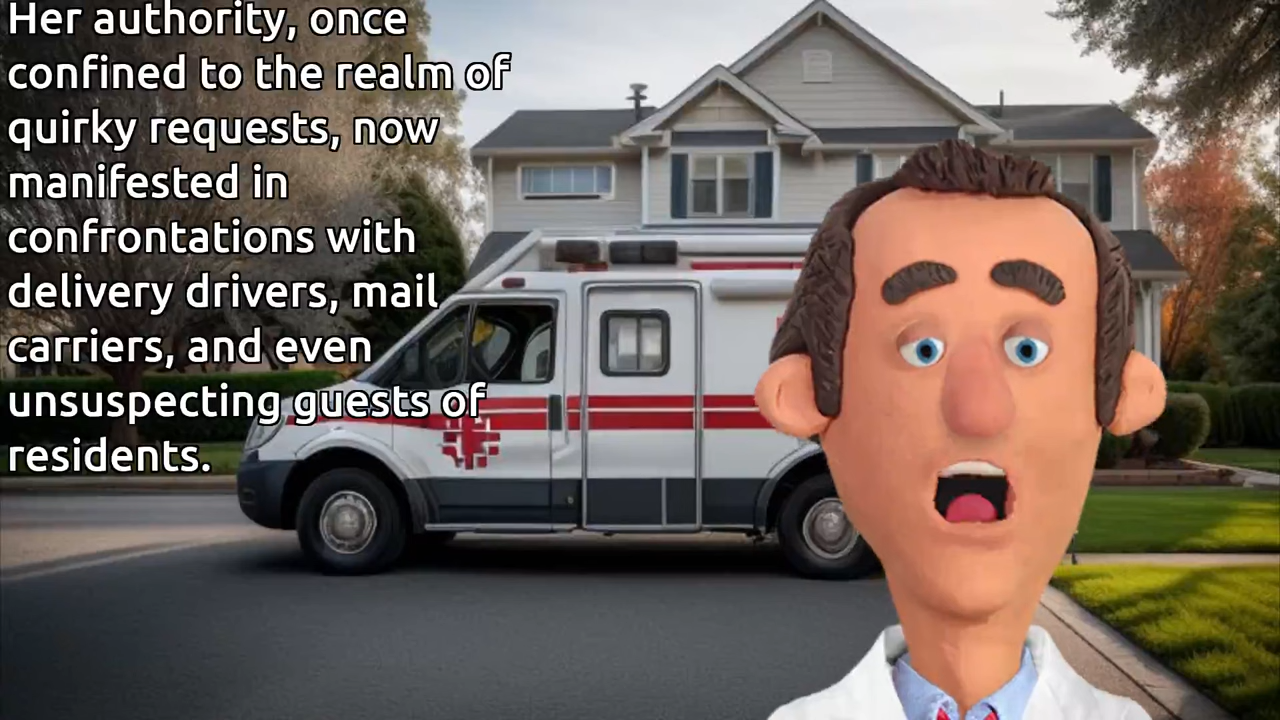 Her authority, once
confined to the realm of
quirky requests, now
manifested in
confrontations with
delivery drivers, mail
carriers, and even
unsuspecting guests of
residents.